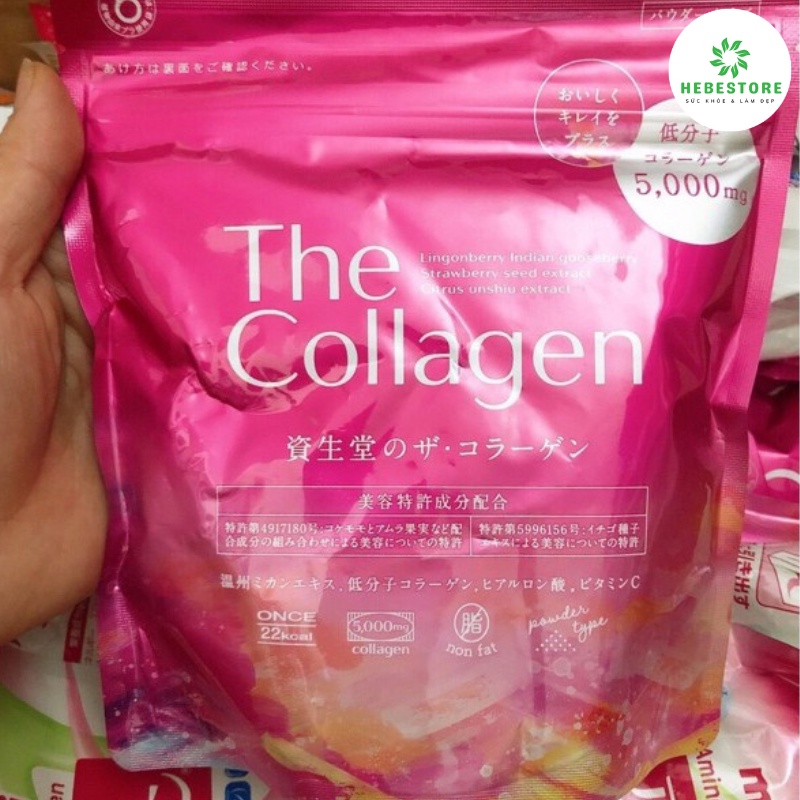 HEBESTORE
SỨC KHỎE & LÀM ĐẸP
あけ方は裏面をご確認ください。
おいしく
キレイを
プラス
低分子
コラーゲン
5,000mg
The
Collagen
Lingonberry Indian gooseberry
Strawberry seed extract
Citrus unshiu extract
資生堂のザ・コラーゲン
美容特許成分配合
特許第4917180号:コケモモとアムラ果実など配
合成分の組み合わせによる美容についての特許
特許第5996156号:イチゴ種子
エキスによる美容についての特許
温州ミカンエキス, 低分子コラーゲン, ヒアルロン酸, ビタミンC
ONCE
22kcal
5,000mg
collagen
脂
non fat
powder
type
引き出す
Amin